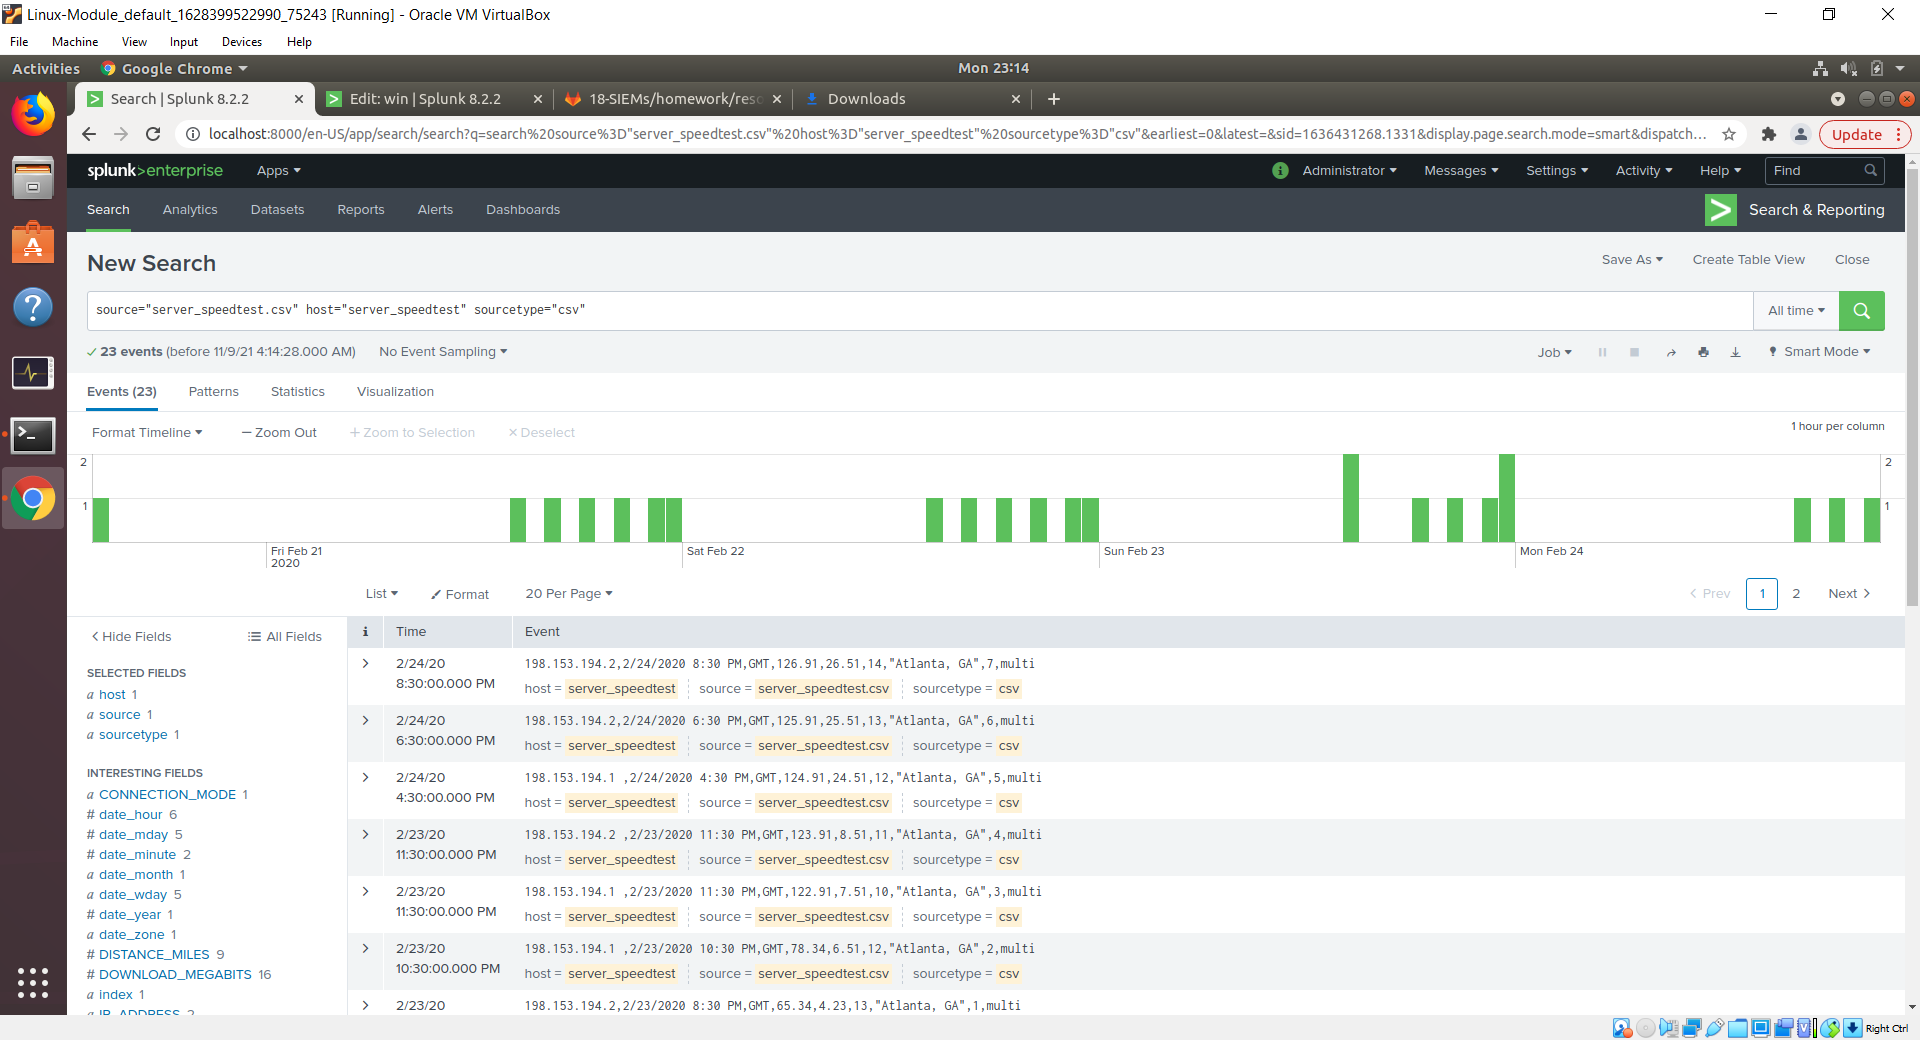 Linux-Module_default_1628399522990_75243 [Running] - Oracle VM VirtualBox
File Machine View Input Devices Help
Activities Google Chrome Mon 23:14
Search | Splunk 8.2.2 Edit: win | Splunk 8.2.2 18-SIEMs/homework/reso Downloads
localhost:8000/en-US/app/search/search?q=search%20source%3D"server_speedtest.csv"%20host%3D"server_speedtest"%20sourcetype%3D"csv"&earliest=0&latest=&sid=1636431268.1331&display.page.search.mode=smart&dispatch... Update
splunk>enterprise Apps Administrator Messages Settings Activity Help Find
Search Analytics Datasets Reports Alerts Dashboards Search & Reporting
New Search Save As Create Table View Close
source="server_speedtest.csv" host="server_speedtest" sourcetype="csv" All time
23 events (before 11/9/21 4:14:28.000 AM) No Event Sampling Job Smart Mode
Events (23) Patterns Statistics Visualization
Format Timeline — Zoom Out + Zoom to Selection × Deselect 1 hour per column
2 2
1 1
Fri Feb 21 Sat Feb 22 Sun Feb 23 Mon Feb 24
2020
List Format 20 Per Page < Prev 1 2 Next >
< Hide Fields All Fields
SELECTED FIELDS
a host 1
a source 1
a sourcetype 1
INTERESTING FIELDS
a CONNECTION_MODE 1
# date_hour 6
# date_mday 5
# date_minute 2
a date_month 1
a date_wday 5
# date_year 1
a date_zone 1
# DISTANCE_MILES 9
# DOWNLOAD_MEGABITS 16
a index 1
a IP_ADDRESS 2
i Time Event
> 2/24/20 198.153.194.2,2/24/2020 8:30 PM,GMT,126.91,26.51,14,"Atlanta, GA",7,multi
8:30:00.000 PM host = server_speedtest source = server_speedtest.csv sourcetype = csv
> 2/24/20 198.153.194.2,2/24/2020 6:30 PM,GMT,125.91,25.51,13,"Atlanta, GA",6,multi
6:30:00.000 PM host = server_speedtest source = server_speedtest.csv sourcetype = csv
> 2/24/20 198.153.194.1 ,2/24/2020 4:30 PM,GMT,124.91,24.51,12,"Atlanta, GA",5,multi
4:30:00.000 PM host = server_speedtest source = server_speedtest.csv sourcetype = csv
> 2/23/20 198.153.194.2 ,2/23/2020 11:30 PM,GMT,123.91,8.51,11,"Atlanta, GA",4,multi
11:30:00.000 PM host = server_speedtest source = server_speedtest.csv sourcetype = csv
> 2/23/20 198.153.194.1 ,2/23/2020 11:30 PM,GMT,122.91,7.51,10,"Atlanta, GA",3,multi
11:30:00.000 PM host = server_speedtest source = server_speedtest.csv sourcetype = csv
> 2/23/20 198.153.194.1 ,2/23/2020 10:30 PM,GMT,78.34,6.51,12,"Atlanta, GA",2,multi
10:30:00.000 PM host = server_speedtest source = server_speedtest.csv sourcetype = csv
> 2/23/20 198.153.194.2,2/23/2020 8:30 PM,GMT,65.34,4.23,13,"Atlanta, GA",1,multi
Right Ctrl